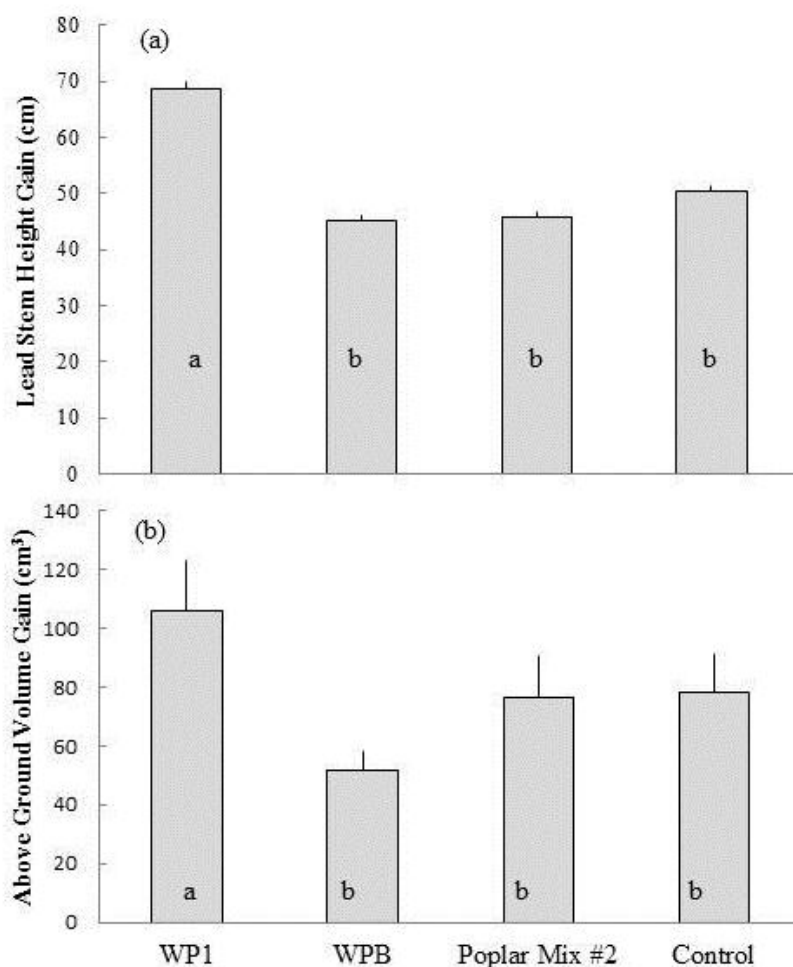 (a)
Lead Stem Height Gain (cm)
80
70
60
50
40
30
20
10
0
a
b
b
b
(b)
Above Ground Volume Gain (cm³)
140
120
100
80
60
40
20
0
a
b
b
b
WP1
WPB
Poplar Mix #2
Control